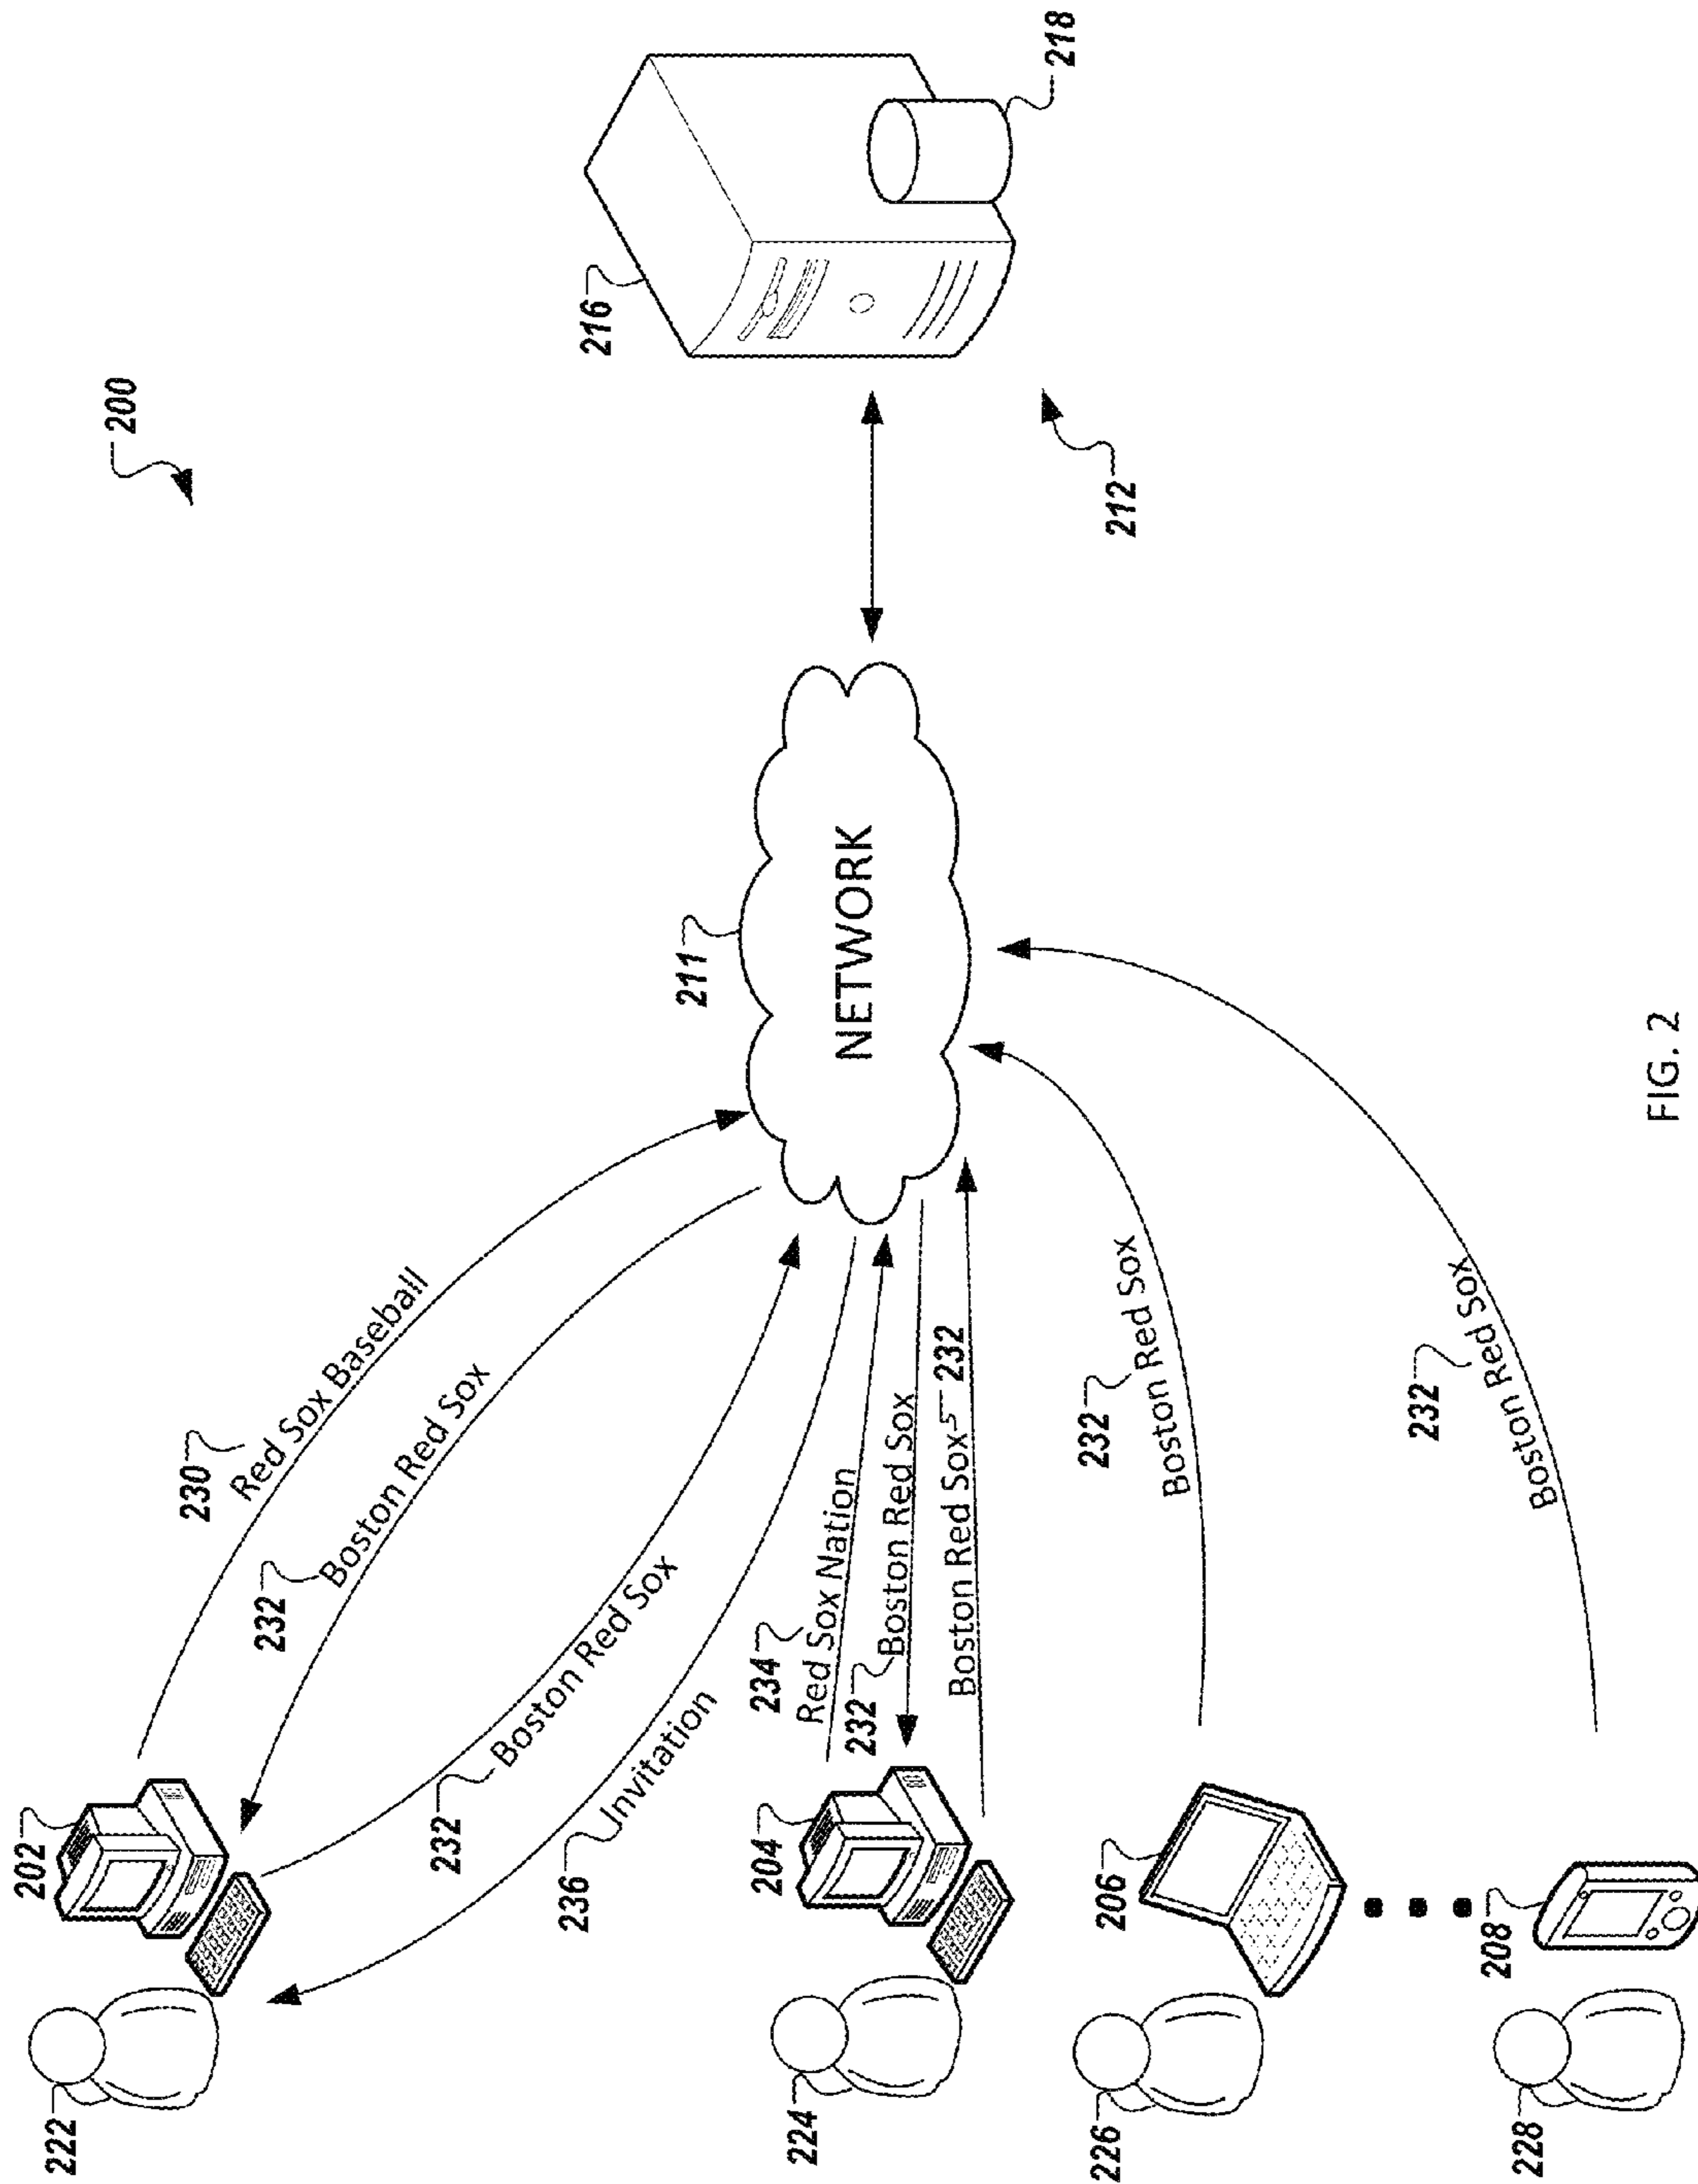 200
222
202
230
Red Sox Baseball
232
Boston Red Sox
232
Boston Red Sox
236
Invitation
216
218
212
211
NETWORK
224
204
234
Red Sox Nation
232
Boston Red Sox
Boston Red Sox
232
226
206
232
Boston Red Sox
228
208
232
Boston Red Sox
FIG. 2